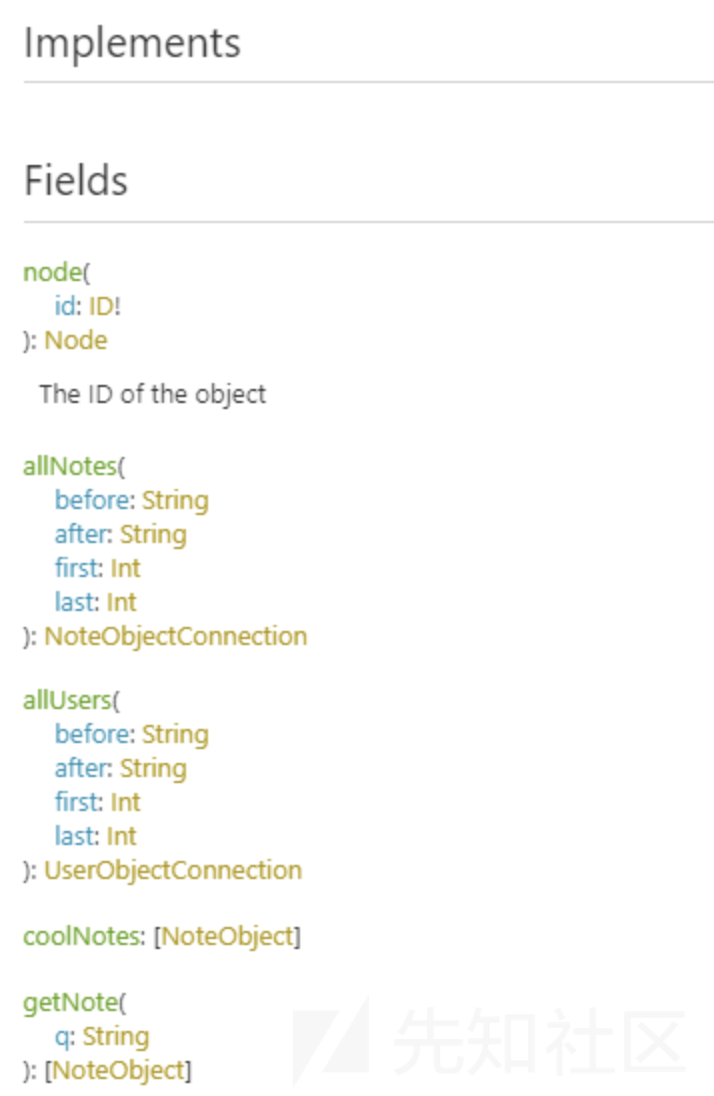 Implements
Fields
node(
id: ID!
): Node
The ID of the object
allNotes(
before: String
after: String
first: Int
last: Int
): NoteObjectConnection
allUsers(
before: String
after: String
first: Int
last: Int
): UserObjectConnection
coolNotes: [NoteObject]
getNote(
q: String
): [NoteObject]
先知社区